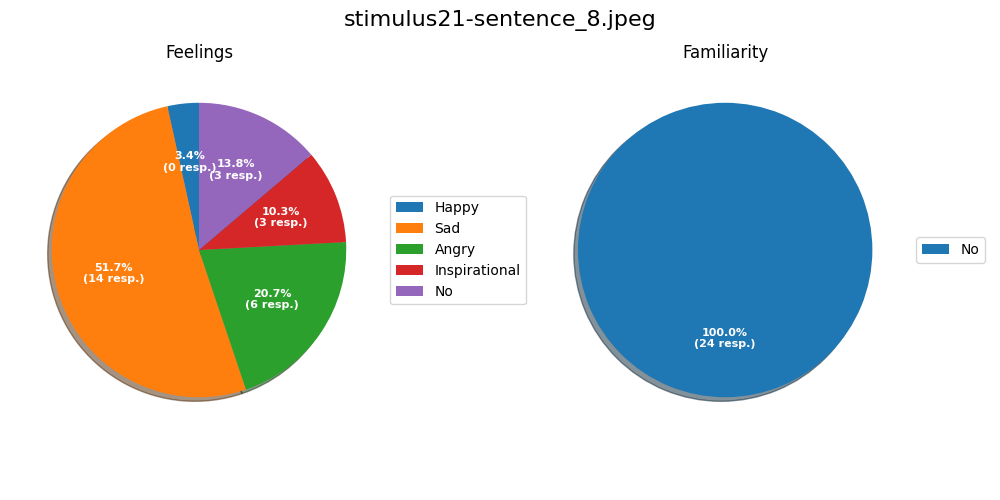 stimulus21-sentence_8.jpeg
Feelings
3.4%
(0 resp.)
13.8%
(3 resp.)
10.3%
(3 resp.)
51.7%
(14 resp.)
20.7%
(6 resp.)
Happy
Sad
Angry
Inspirational
No
Familiarity
100.0%
(24 resp.)
No